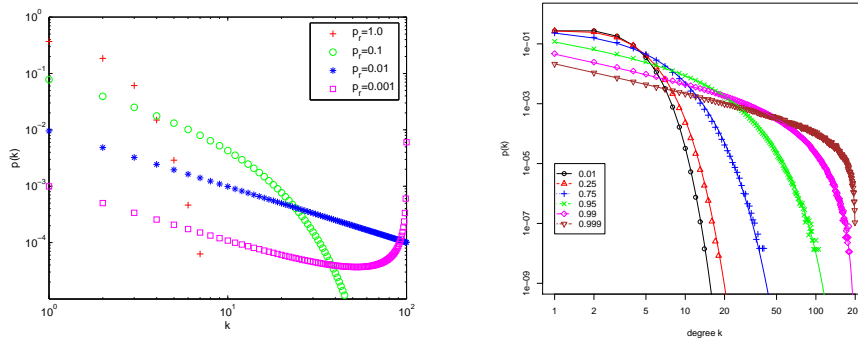 10^0
10^-1
10^-2
10^-3
10^-4
p(k)
10^0
10^1
10^2
k
p_r=1.0
p_r=0.1
p_r=0.01
p_r=0.001
1e-01
1e-03
1e-05
1e-07
1e-09
p(k)
0.01
0.25
0.75
0.95
0.99
0.999
1 2 5 10 20 50 100 20
degree k